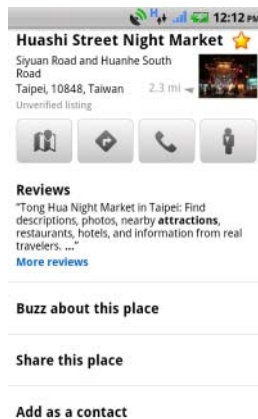 12:12 PM
Huashi Street Night Market
Siyuan Road and Huanhe South
Road
Taipei, 10848, Taiwan 2.3 mi
Unverified listing
Reviews
"Tong Hua Night Market in Taipei: Find
descriptions, photos, nearby attractions,
restaurants, hotels, and information from real
travelers. ..."
More reviews
Buzz about this place
Share this place
Add as a contact